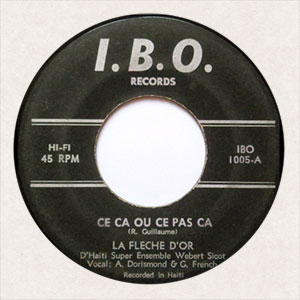 I.B.O.
RECORDS
HI-FI
45 RPM
IBO
1005-A
CE CA OU CE PAS CA
(R. Guillaume)
LA FLECHE D'OR
D'Haiti Super Ensemble Webert Sicot
Vocal: A. Dorismond & G. French
Recorded in Haiti